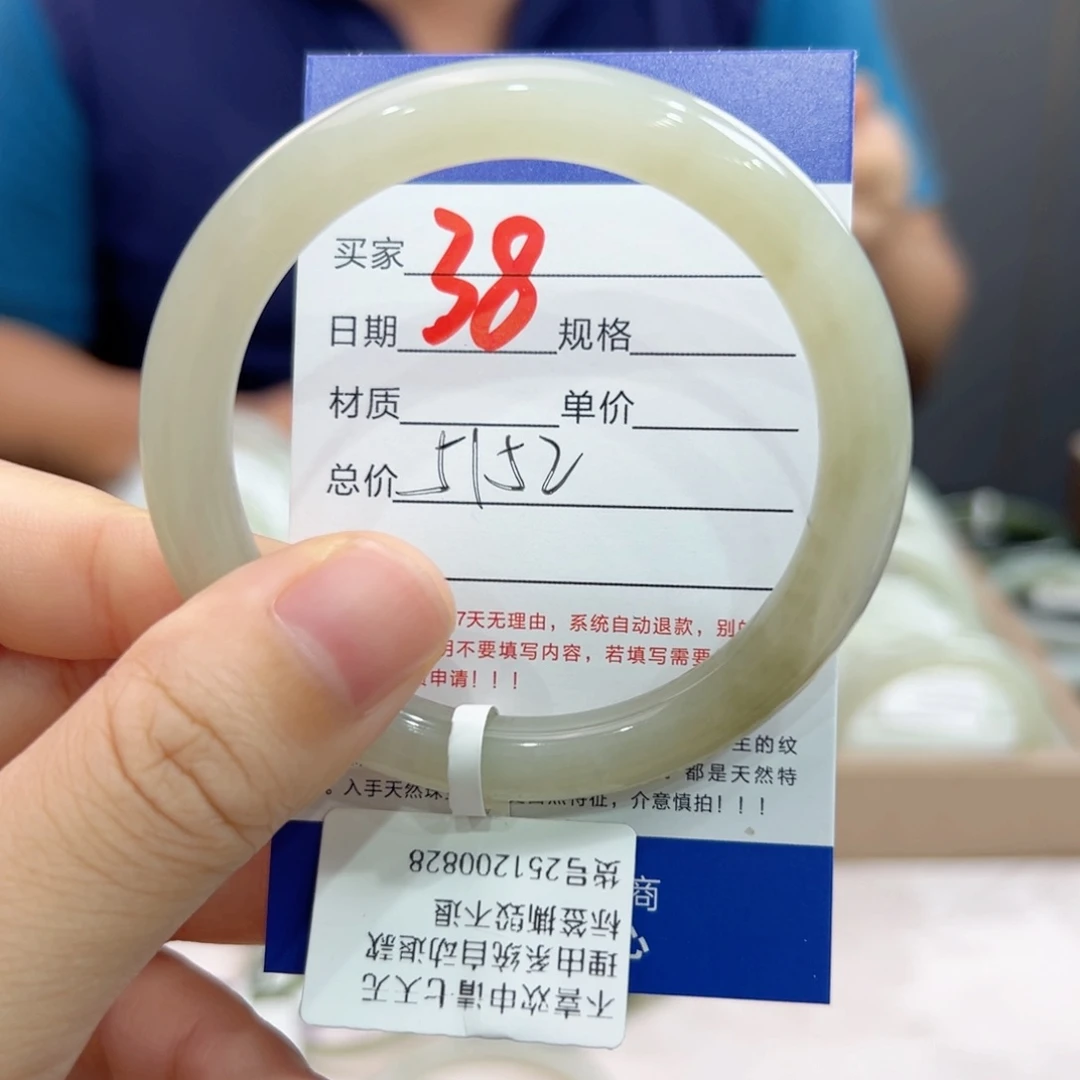 38
买家
日期 规格
材质 单价
总价 5152
7天无理由，系统自动退款，别
不要填写内容，若填写需要
申请！！！
的纹
都是天然特
。入手天然珠
特征，介意慎拍！！！
商
心
不喜欢申请七天无
理由系统自动退款
标签撕毁不退
货号251200828